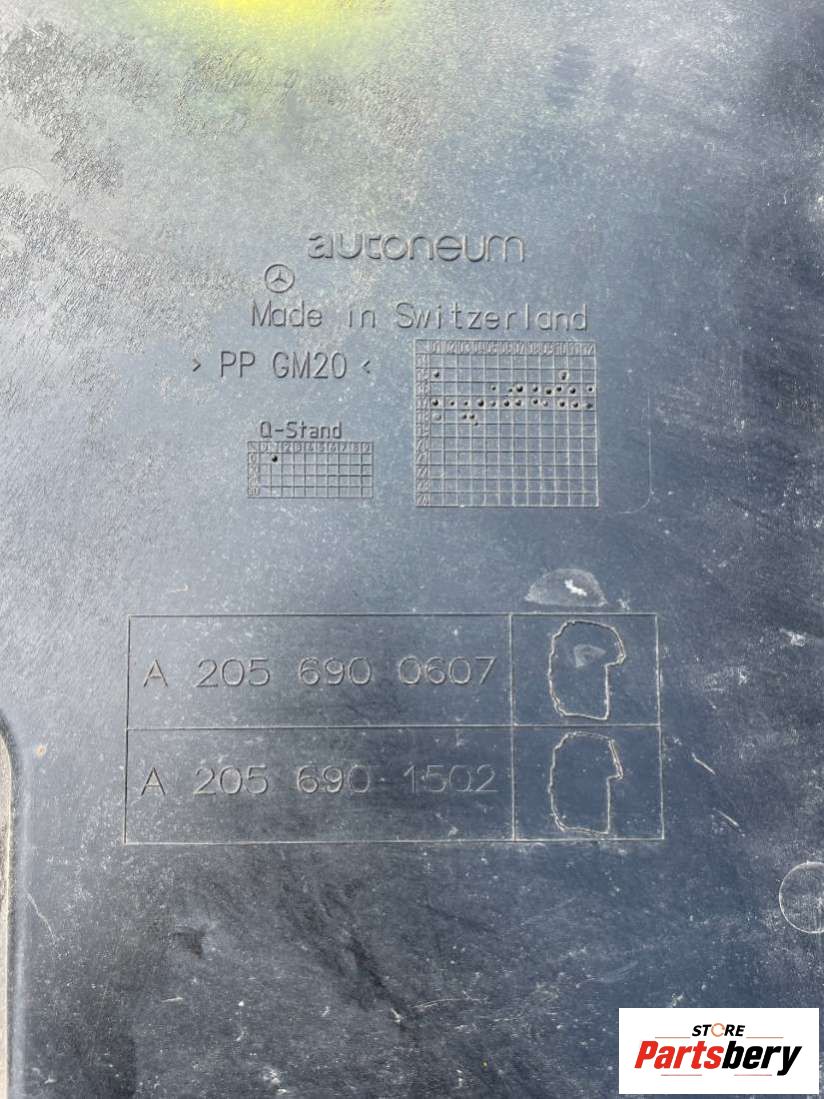 autoneum
Made in Switzerland
> PP GM20 <
Q-Stand
A 205 690 0607
A 205 690 1502
STORE
Partsbery